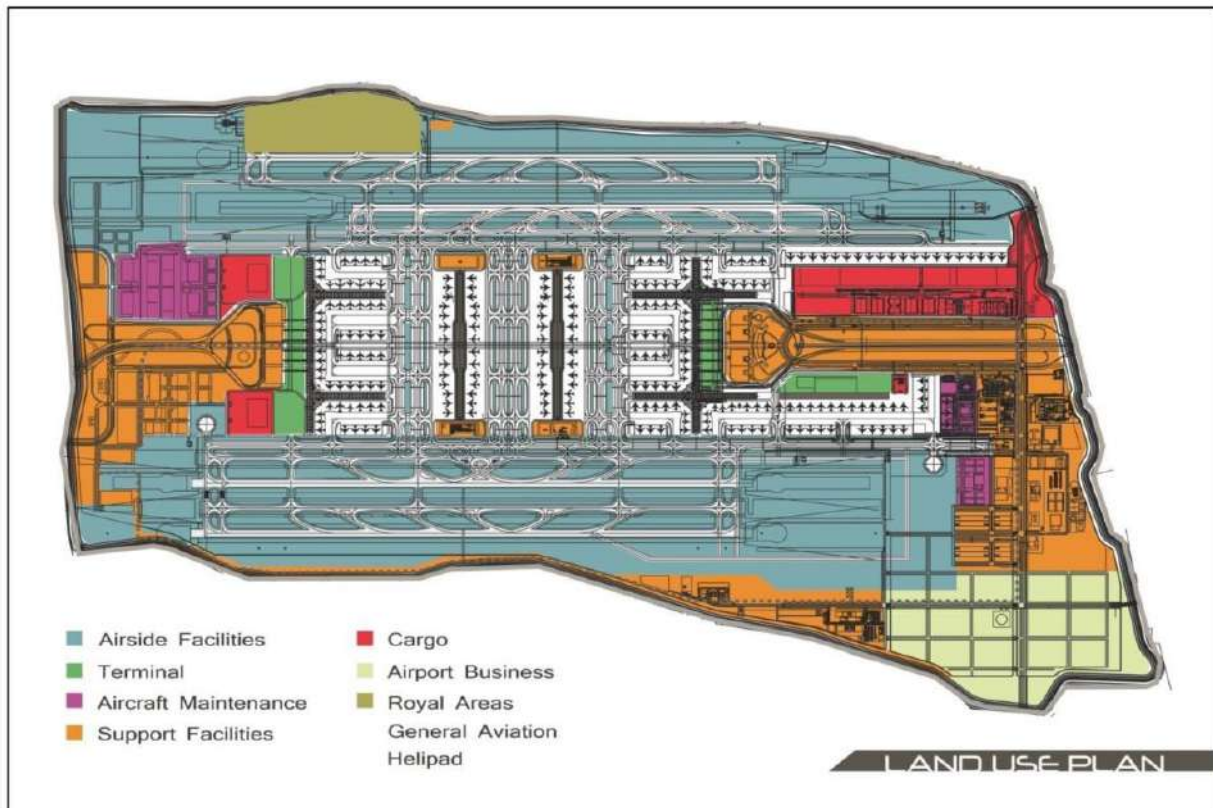 Airside Facilities
Terminal
Aircraft Maintenance
Support Facilities
Cargo
Airport Business
Royal Areas
General Aviation
Helipad
LAND USE PLAN